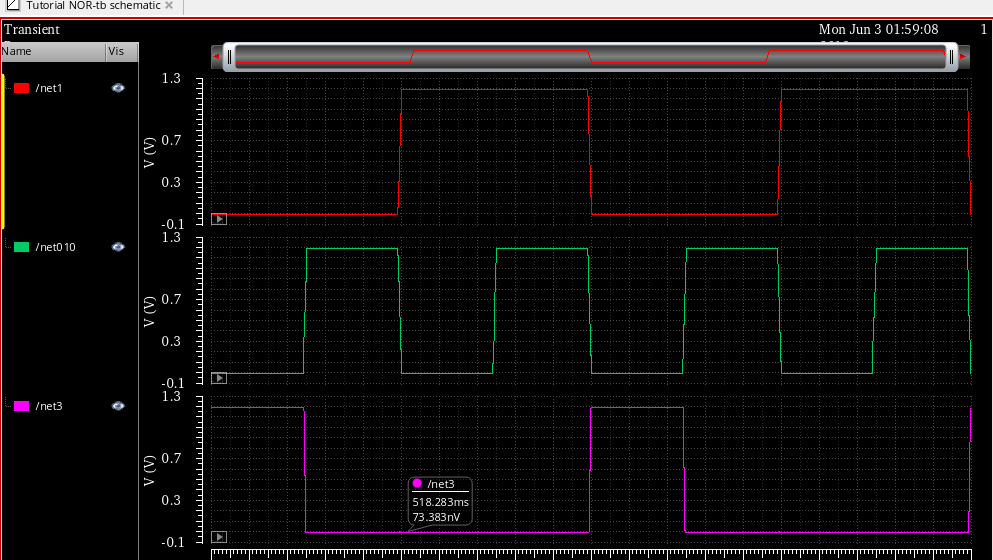 Tutorial NOR-tb schematic ×
Transient
Mon Jun 3 01:59:08 1
Name Vis
/net1
1.3
0.7
0.3
-0.1
V (V)
/net010
1.3
0.7
0.3
-0.1
V (V)
/net3
1.3
0.7
0.3
-0.1
V (V)
/net3
518.283ms
73.383nV